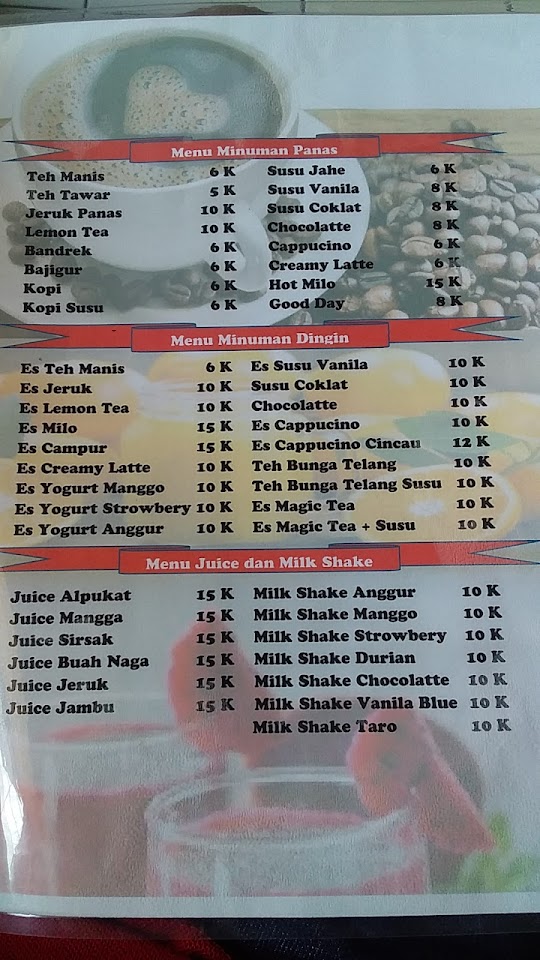 Menu Minuman Panas
Teh Manis 6 K
Teh Tawar 5 K
Jeruk Panas 10 K
Lemon Tea 10 K
Bandrek 6 K
Bajigur 6 K
Kopi 6 K
Kopi Susu 6 K
Susu Jahe 6 K
Susu Vanila 8 K
Susu Coklat 8 K
Chocolatte 8 K
Cappucino 6 K
Creamy Latte 6 K
Hot Milo 15 K
Good Day 8 K
Menu Minuman Dingin
Es Teh Manis 6 K
Es Jeruk 10 K
Es Lemon Tea 10 K
Es Milo 15 K
Es Campur 15 K
Es Creamy Latte 10 K
Es Yogurt Manggo 10 K
Es Yogurt Strowbery 10 K
Es Yogurt Anggur 10 K
Es Susu Vanila 10 K
Susu Coklat 10 K
Chocolatte 10 K
Es Cappucino 10 K
Es Cappucino Cincau 12 K
Teh Bunga Telang 10 K
Teh Bunga Telang Susu 10 K
Es Magic Tea 10 K
Es Magic Tea + Susu 10 K
Menu Juice dan Milk Shake
Juice Alpukat 15 K
Juice Mangga 15 K
Juice Sirsak 15 K
Juice Buah Naga 15 K
Juice Jeruk 15 K
Juice Jambu 15 K
Milk Shake Anggur 10 K
Milk Shake Manggo 10 K
Milk Shake Strowbery 10 K
Milk Shake Durian 10 K
Milk Shake Chocolatte 10 K
Milk Shake Vanila Blue 10 K
Milk Shake Taro 10 K